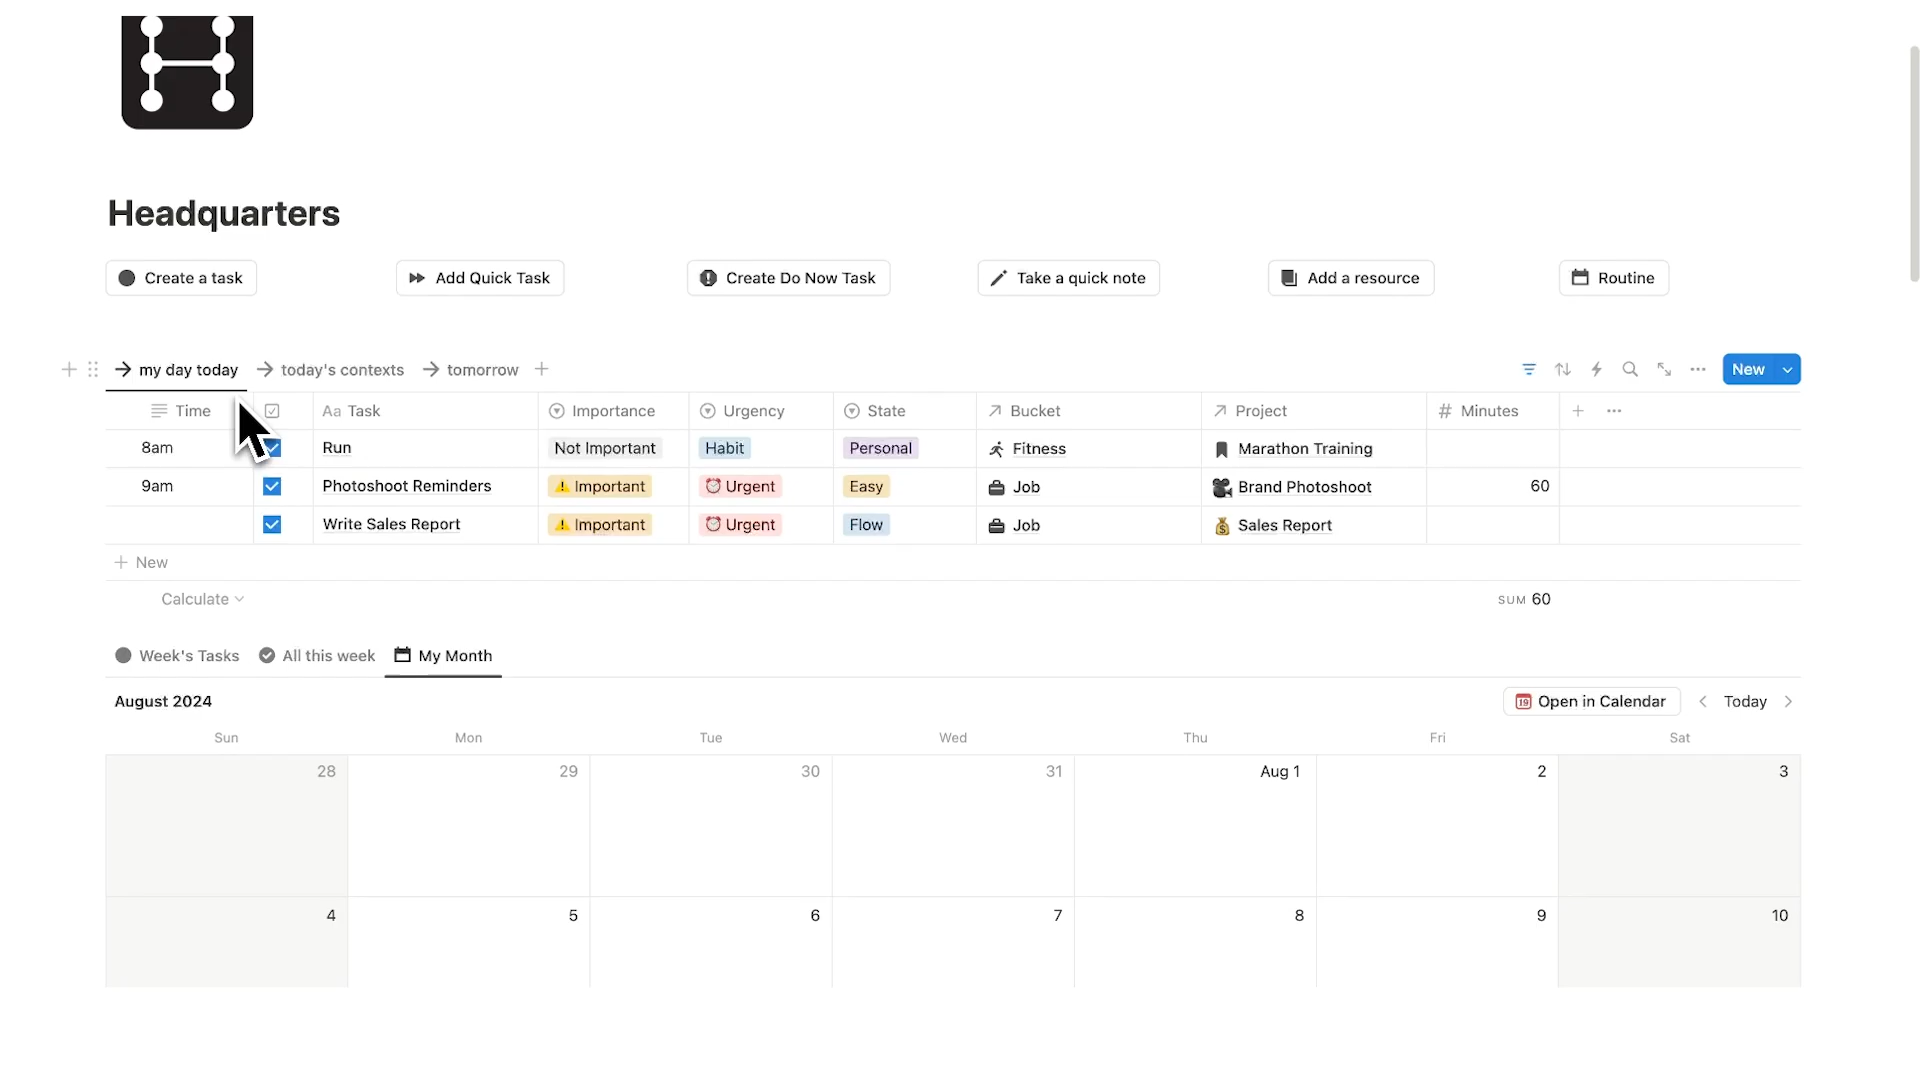 Headquarters
Create a task Add Quick Task Create Do Now Task Take a quick note Add a resource Routine
my day today today's contexts tomorrow New
Time Aa Task Importance Urgency State Bucket Project # Minutes
8am Run Not Important Habit Personal Fitness Marathon Training
9am Photoshoot Reminders Important Urgent Easy Job Brand Photoshoot 60
Write Sales Report Important Urgent Flow Job Sales Report
New
Calculate SUM 60
Week's Tasks All this week My Month
August 2024 19 Open in Calendar Today
Sun Mon Tue Wed Thu Fri Sat
28 29 30 31 Aug 1 2 3
4 5 6 7 8 9 10